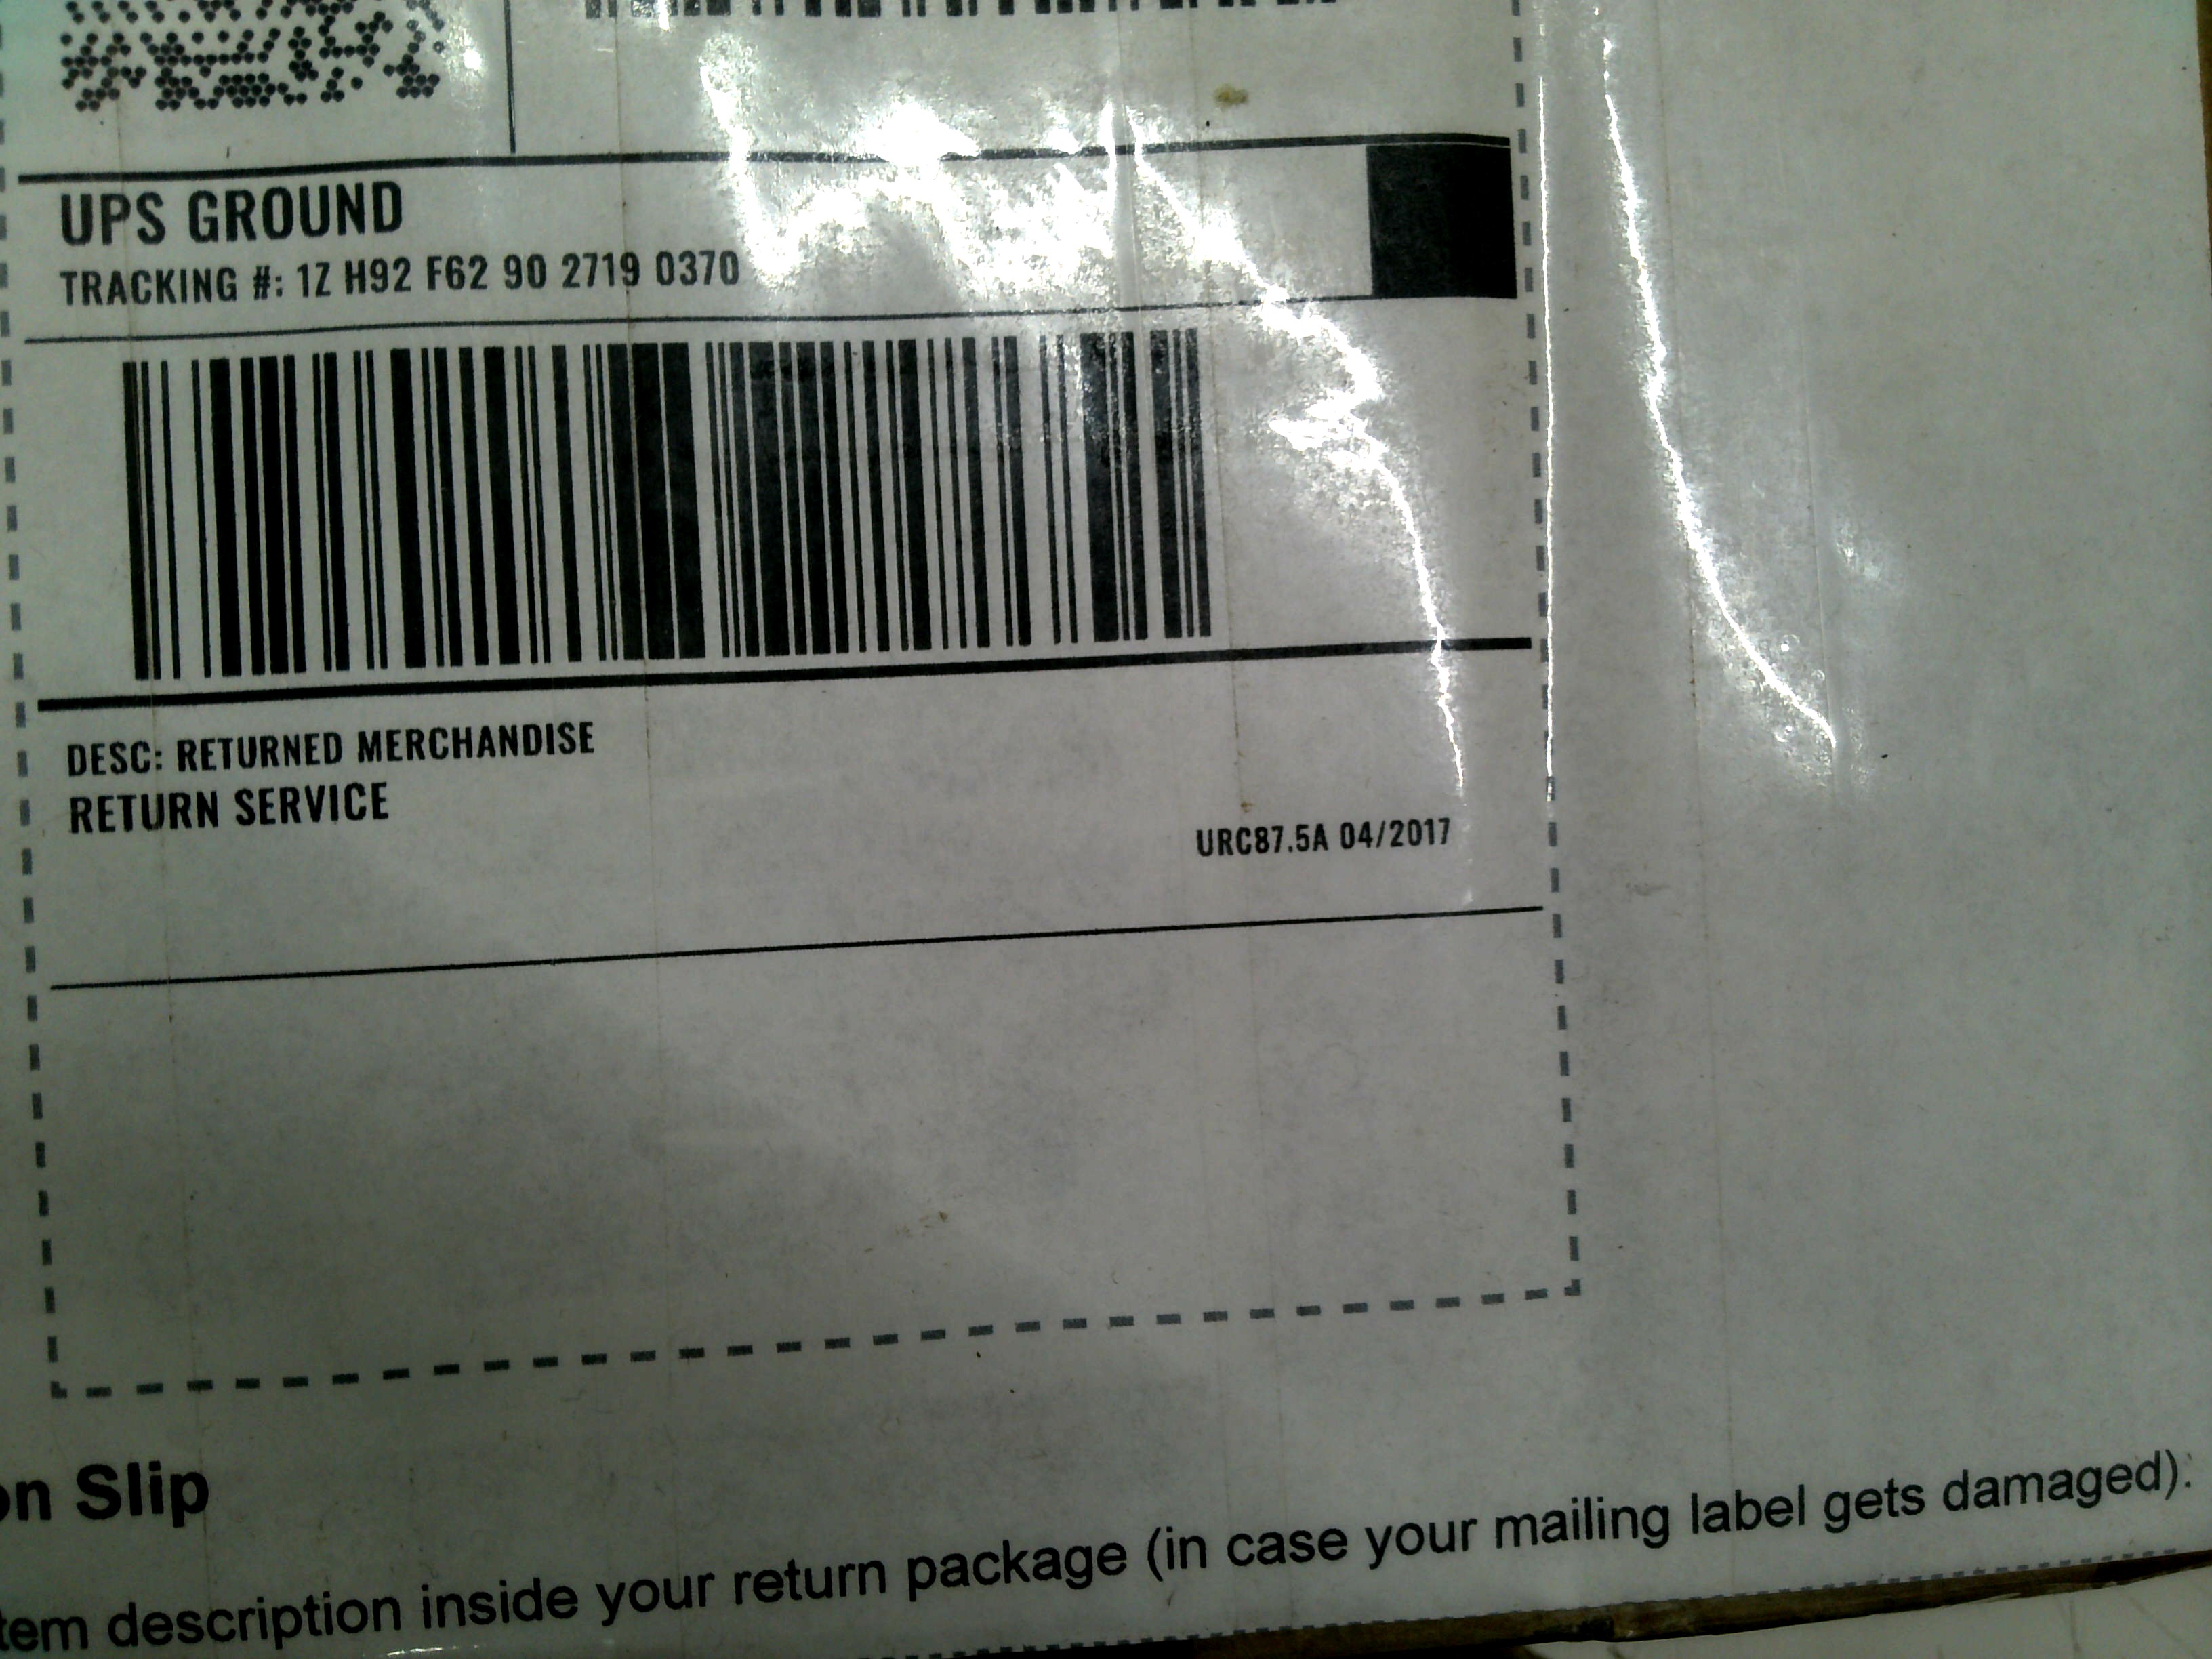 UPS GROUND
TRACKING #: 1Z H92 F62 90 2719 0370
DESC: RETURNED MERCHANDISE
RETURN SERVICE
URC87.5A 04/2017
on Slip
tem description inside your return package (in case your mailing label gets damaged).